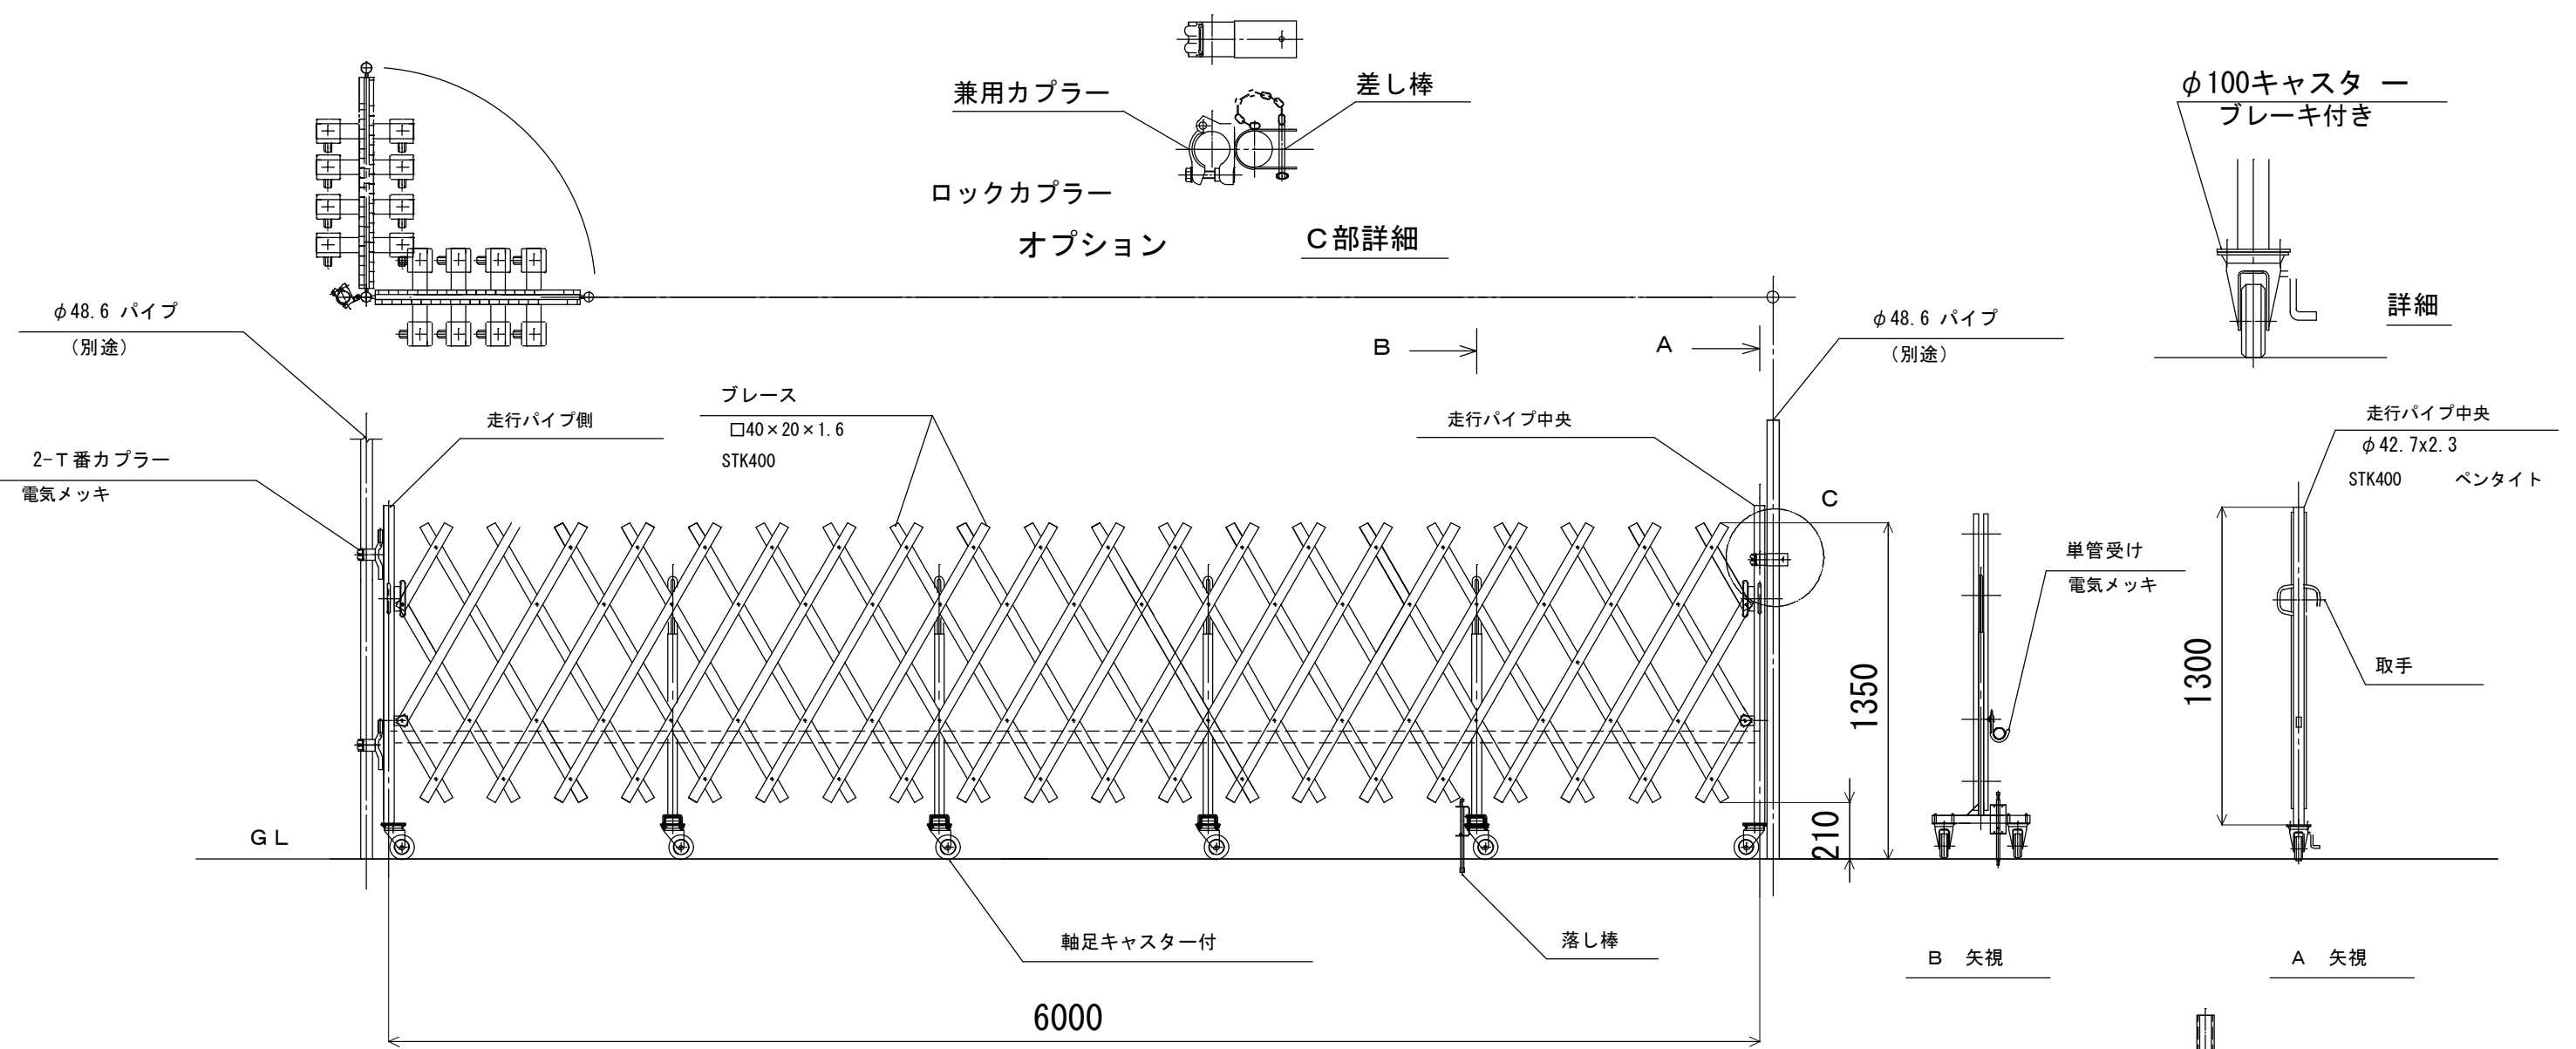 兼用カプラー
差し棒
ロックカプラー
オプション
C部詳細
φ100キャスター
ブレーキ付き
詳細
φ48.6 パイプ
(別途)
2-T番カプラー
電気メッキ
走行パイプ側
ブレース
□40×20×1.6
STK400
B
A
走行パイプ中央
φ48.6 パイプ
(別途)
C
走行パイプ中央
φ42.7x2.3
STK400 ペンタイト
単管受け
電気メッキ
取手
1350
210
1300
GL
軸足キャスター付
落し棒
B 矢視
A 矢視
6000